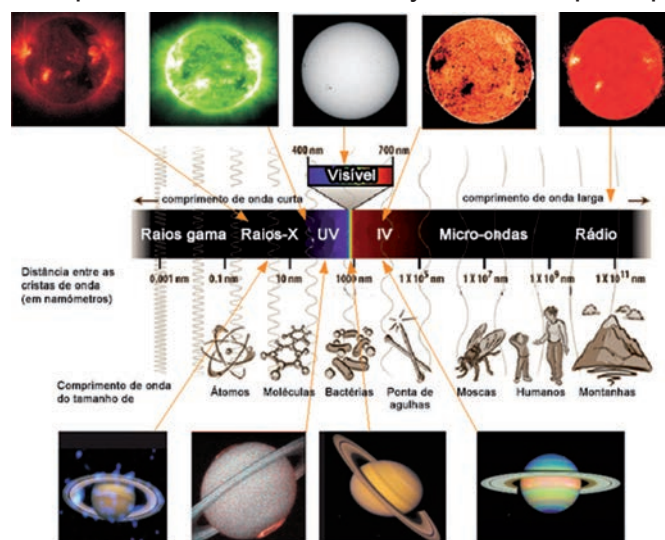 400 nm 700 nm
Visível
comprimento de onda curta comprimento de onda larga
Raios gama Raios-X UV IV Micro-ondas Rádio
Distância entre as
cristas de onda
(em namómetros)
0,001 nm 0.1 nm 10 nm 1000 nm 1 X 10⁵ nm 1 X 10⁷ nm 1 X 10⁹ nm 1 X 10¹¹ nm
Comprimento de onda
do tamanho de
Átomos Moléculas Bactérias Ponta de
agulhas
Moscas Humanos Montanhas